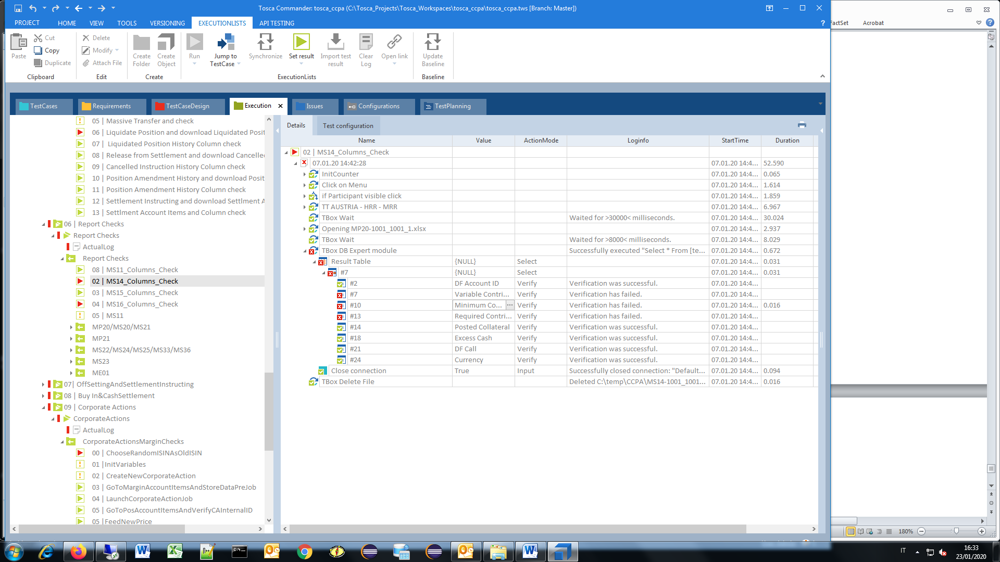 Tosca Commander: tosca_ccpa (C:\Tosca_Projects\Tosca_Workspaces\tosca_ccpa\tosca_ccpa.tws [Branch: Master])
PROJECT HOME VIEW TOOLS VERSIONING EXECUTIONLISTS API TESTING ?
FactSet Acrobat
Paste Cut Copy Duplicate
Clipboard
Delete Modify Attach File
Edit
Create Folder Create Object
Create
Run Jump to TestCase Synchronize Set result Import test result Clear Log Open link
ExecutionLists
Update Baseline
Baseline
TestCases Requirements TestCaseDesign Execution Issues Configurations TestPlanning
05 | Massive Transfer and check
06 | Liquidate Position and download Liquidated Posit
07 | Liquidated Position History Column check
08 | Release from Settlement and download Cancelle
09 | Cancelled Instruction History Column check
10 | Position Amendment History and download Posit
11 | Position Amendment History Column check
12 | Settlement Instructing and download Settlment A
13 | Settlment Account Items and Column check
06 | Report Checks
Report Checks
ActualLog
Report Checks
08 | MS11_Columns_Check
02 | MS14_Columns_Check
03 | MS15_Columns_Check
04 | MS16_Columns_Check
05 | MS11
MP20/MS20/MS21
MP21
MS22/MS24/MS25/MS33/MS36
MS23
ME01
07| OffSettingAndSettlementInstructing
08 | Buy In&CashSettlement
09 | Corporate Actions
CorporateActions
ActualLog
CorporateActionsMarginChecks
00 | ChooseRandomISINAsOldISIN
01 |InitVariables
02 | CreateNewCorporateAction
03 | GoToMarginAccountItemsAndStoreDataPreJob
04 | LaunchCorporateActionJob
05 | GoToPosAccountItemsAndVerifyCAInternalID
05 |FeedNewPrice
Details Test configuration
Name Value ActionMode Loginfo StartTime Duration
02 | MS14_Columns_Check
07.01.20 14:42:28 07.01.20 14:4... 52.590
InitCounter 07.01.20 14:4... 0.065
Click on Menu 07.01.20 14:4... 1.614
if Participant visible click 07.01.20 14:4... 1.859
TT AUSTRIA - HRR - MRR 07.01.20 14:4... 6.967
TBox Wait Waited for >30000< milliseconds. 07.01.20 14:4... 30.024
Opening MP20-1001_1001_1.xlsx 07.01.20 14:4... 2.937
TBox Wait Waited for >8000< milliseconds. 07.01.20 14:4... 8.029
TBox DB Expert module Successfully executed "Select * From [te... 07.01.20 14:4... 0.672
Result Table {NULL} Select 07.01.20 14:4... 0.031
#7 {NULL} Select 07.01.20 14:4... 0.031
#2 DF Account ID Verify Verification was successful. 07.01.20 14:4...
#7 Variable Contri... Verify Verification has failed. 07.01.20 14:4...
#10 Minimum Co... ... Verify Verification has failed. 07.01.20 14:4... 0.016
#13 Required Contri... Verify Verification has failed. 07.01.20 14:4...
#14 Posted Collateral Verify Verification was successful. 07.01.20 14:4...
#18 Excess Cash Verify Verification was successful. 07.01.20 14:4...
#21 DF Call Verify Verification was successful. 07.01.20 14:4...
#24 Currency Verify Verification was successful. 07.01.20 14:4...
Close connection True Input Successfully closed connection: "Default... 07.01.20 14:4... 0.094
TBox Delete File Deleted C:\temp\CCPA\MS14-1001_1001... 07.01.20 14:4... 0.016
180%
IT
16:33
23/01/2020